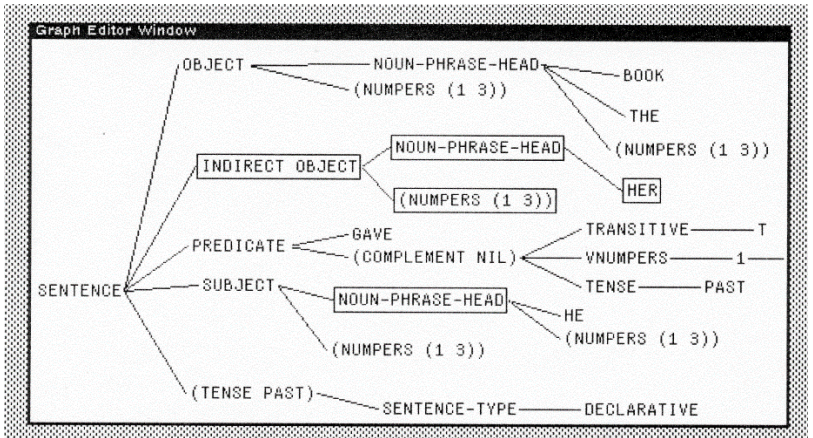 Graph Editor Window
OBJECT NOUN-PHRASE-HEAD
BOOK
(NUMPERS (1 3))
THE
NOUN-PHRASE-HEAD
(NUMPERS (1 3))
INDIRECT OBJECT
HER
(NUMPERS (1 3))
TRANSITIVE T
GAVE
PREDICATE
(COMPLEMENT NIL) VNUMPERS 1
SENTENCE SUBJECT TENSE PAST
NOUN-PHRASE-HEAD
HE
(NUMPERS (1 3))
(NUMPERS (1 3))
(TENSE PAST)
SENTENCE-TYPE DECLARATIVE